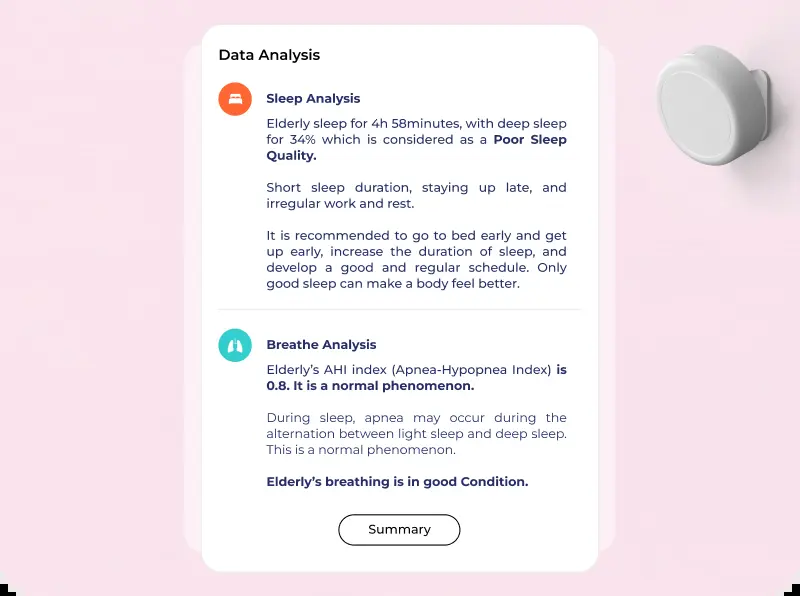 Data Analysis
Sleep Analysis
Elderly sleep for 4h 58minutes, with deep sleep
for 34% which is considered as a Poor Sleep
Quality.
Short sleep duration, staying up late, and
irregular work and rest.
It is recommended to go to bed early and get
up early, increase the duration of sleep, and
develop a good and regular schedule. Only
good sleep can make a body feel better.
Breathe Analysis
Elderly’s AHI index (Apnea-Hypopnea Index) is
0.8. It is a normal phenomenon.
During sleep, apnea may occur during the
alternation between light sleep and deep sleep.
This is a normal phenomenon.
Elderly’s breathing is in good Condition.
Summary